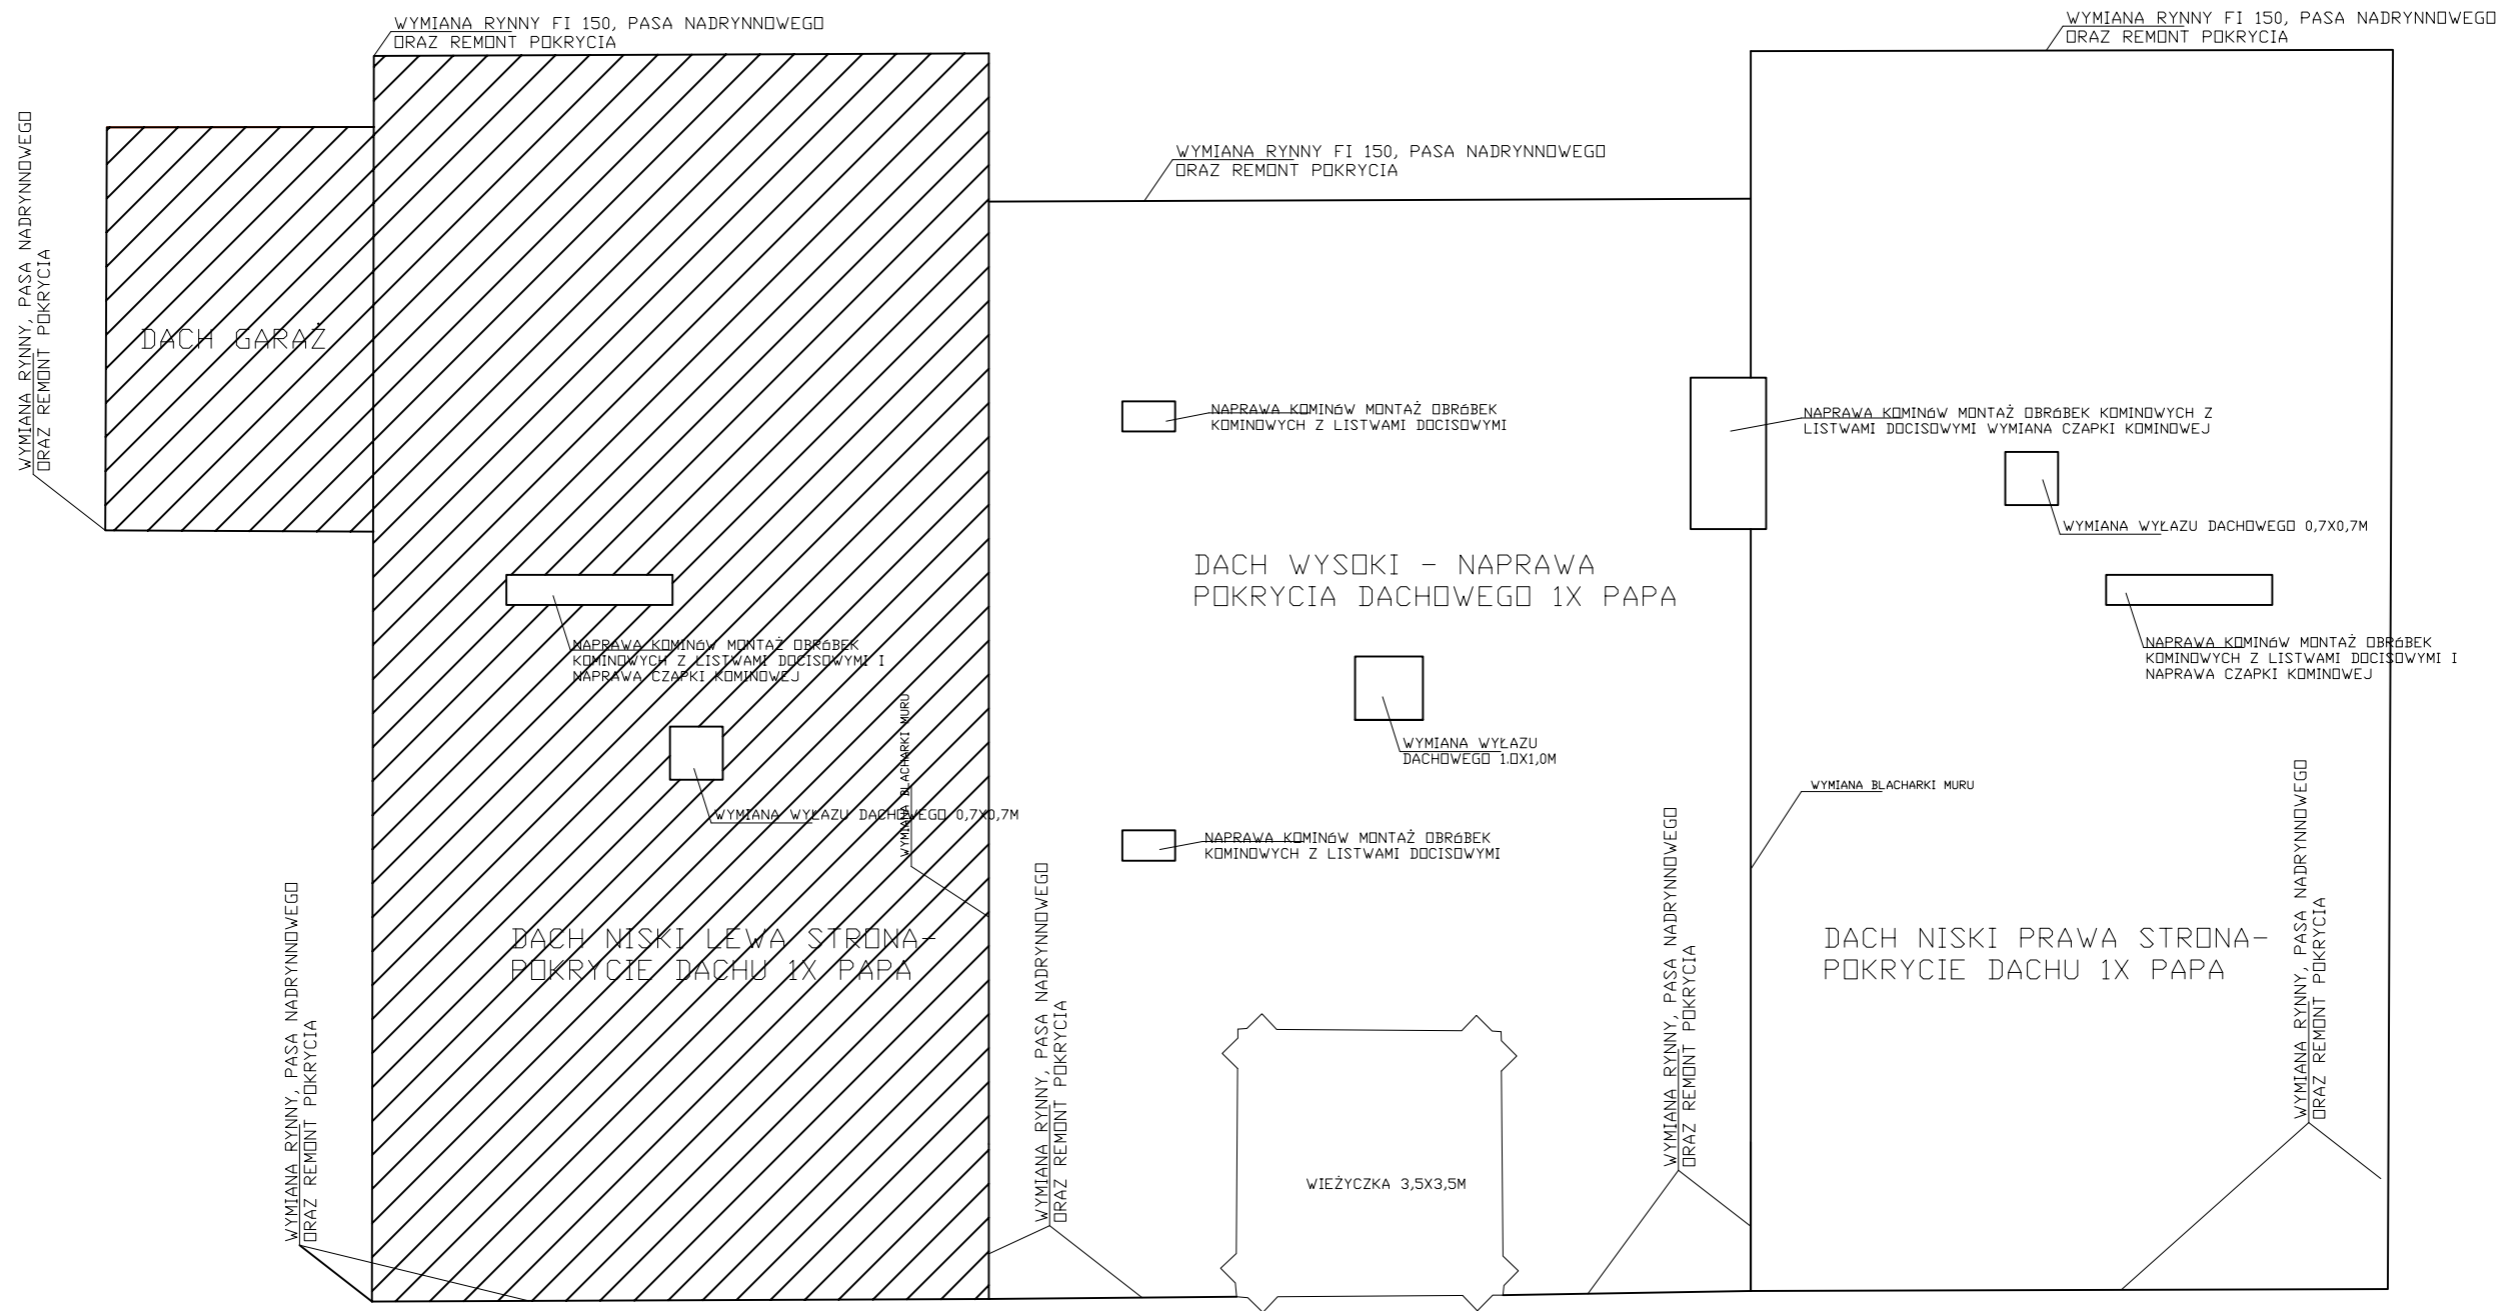 WYMIANA RYNNY FI 150, PASA NADRYNNOWEGO
ORAZ REMONT POKRYCIA
WYMIANA RYNNY FI 150, PASA NADRYNNOWEGO
ORAZ REMONT POKRYCIA
WYMIANA RYNNY, PASA NADRYNNOWEGO
ORAZ REMONT POKRYCIA
WYMIANA RYNNY FI 150, PASA NADRYNNOWEGO
ORAZ REMONT POKRYCIA
DACH GARAŻ
NAPRAWA KOMINóW MONTAŻ OBRóBEK
KOMINOWYCH Z LISTWAMI DOCISOWYMI
NAPRAWA KOMINóW MONTAŻ OBRóBEK KOMINOWYCH Z
LISTWAMI DOCISOWYMI WYMIANA CZAPKI KOMINOWEJ
WYMIANA WYŁAZU DACHOWEGO 0,7X0,7M
DACH WYSOKI - NAPRAWA
POKRYCIA DACHOWEGO 1X PAPA
NAPRAWA KOMINóW MONTAŻ OBRóBEK
KOMINOWYCH Z LISTWAMI DOCISOWYMI I
NAPRAWA CZAPKI KOMINOWEJ
NAPRAWA KOMINóW MONTAŻ OBRóBEK
KOMINOWYCH Z LISTWAMI DOCISOWYMI I
NAPRAWA CZAPKI KOMINOWEJ
WYMIANA BLACHARKI MURU
WYMIANA WYŁAZU
DACHOWEGO 1.0X1,0M
WYMIANA BLACHARKI MURU
WYMIANA WYŁAZU DACHOWEGO 0,7X0,7M
NAPRAWA KOMINóW MONTAŻ OBRóBEK
KOMINOWYCH Z LISTWAMI DOCISOWYMI
DACH NISKI LEWA STRONA-
POKRYCIE DACHU 1X PAPA
DACH NISKI PRAWA STRONA-
POKRYCIE DACHU 1X PAPA
WYMIANA RYNNY, PASA NADRYNNOWEGO
ORAZ REMONT POKRYCIA
WYMIANA RYNNY, PASA NADRYNNOWEGO
ORAZ REMONT POKRYCIA
WYMIANA RYNNY, PASA NADRYNNOWEGO
ORAZ REMONT POKRYCIA
WYMIANA RYNNY, PASA NADRYNNOWEGO
ORAZ REMONT POKRYCIA
WIEŻYCZKA 3,5X3,5M